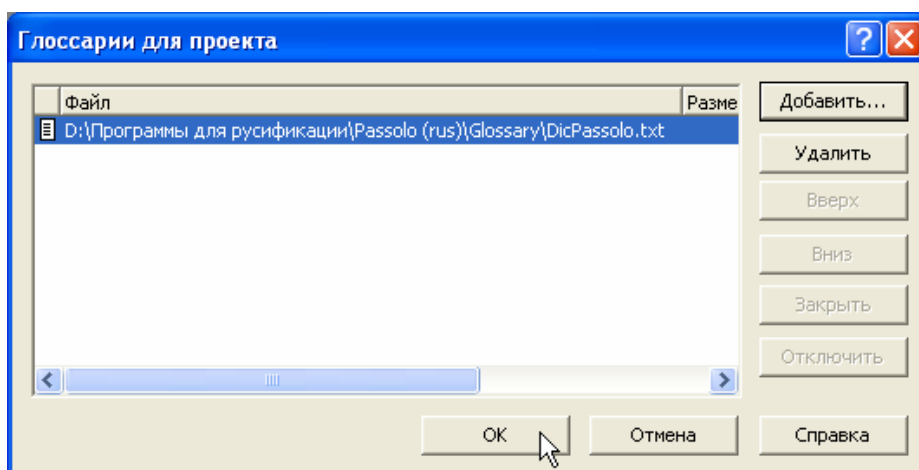 Глоссарии для проекта
Файл
Разме
D:\Программы для русификации\Passolo (rus)\Glossary\DicPassolo.txt
Добавить...
Удалить
Вверх
Вниз
Закрыть
Отключить
OK
Отмена
Справка